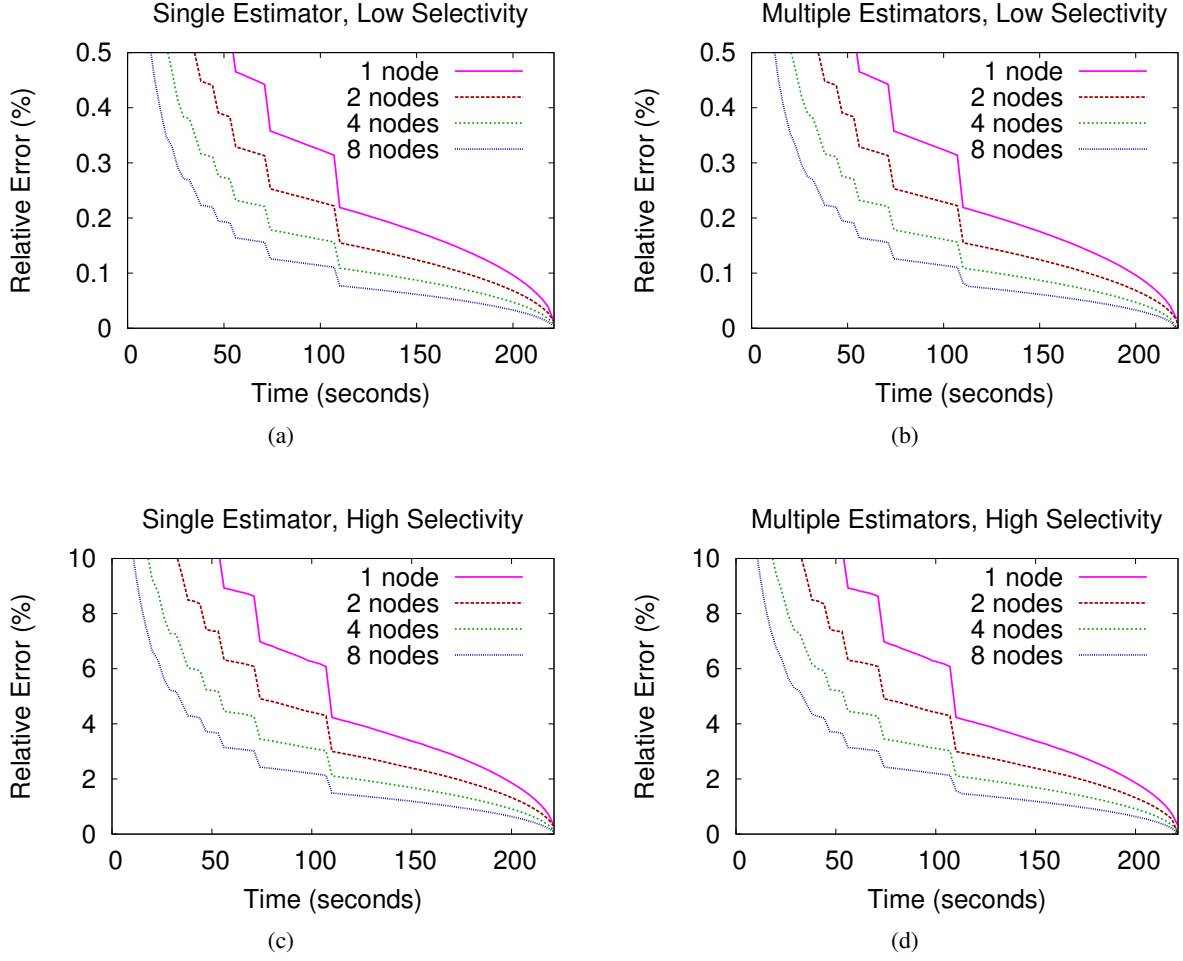 Single Estimator, Low Selectivity
0.5
0.4
0.3
0.2
0.1
0
Relative Error (%)
1 node
2 nodes
4 nodes
8 nodes
0 50 100 150 200
Time (seconds)
(a)
Multiple Estimators, Low Selectivity
0.5
0.4
0.3
0.2
0.1
0
Relative Error (%)
1 node
2 nodes
4 nodes
8 nodes
0 50 100 150 200
Time (seconds)
(b)
Single Estimator, High Selectivity
10
8
6
4
2
0
Relative Error (%)
1 node
2 nodes
4 nodes
8 nodes
0 50 100 150 200
Time (seconds)
(c)
Multiple Estimators, High Selectivity
10
8
6
4
2
0
Relative Error (%)
1 node
2 nodes
4 nodes
8 nodes
0 50 100 150 200
Time (seconds)
(d)